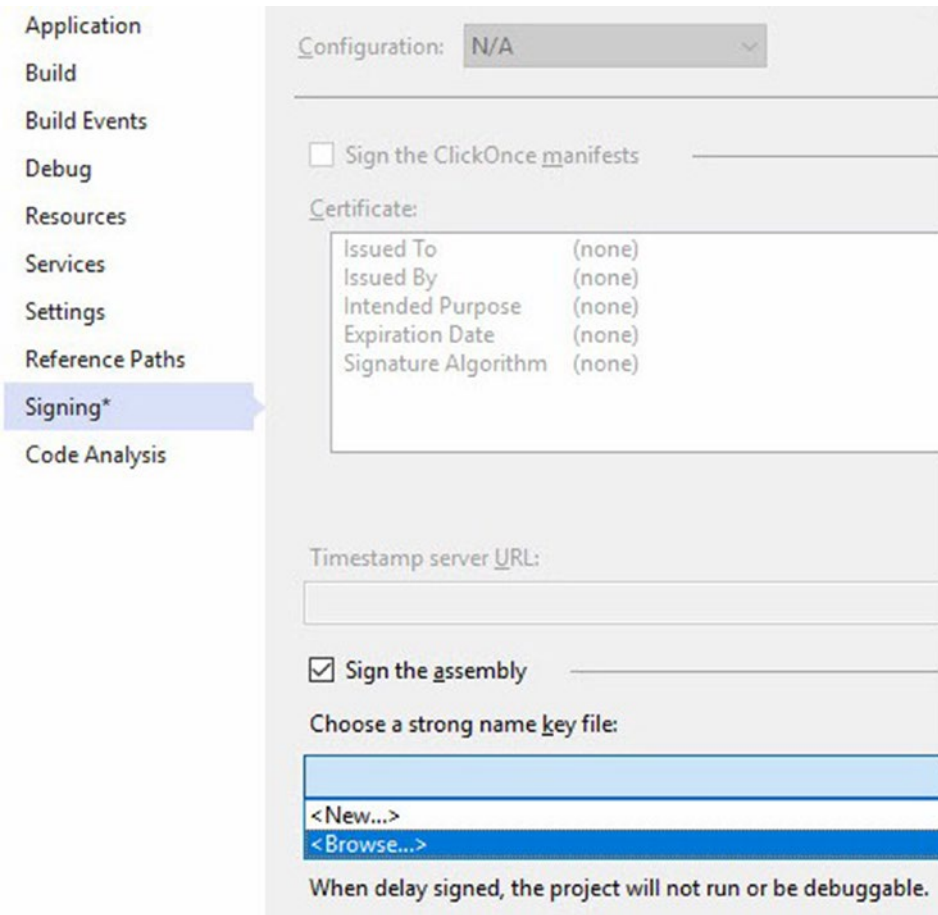 Application
Build
Build Events
Debug
Resources
Services
Settings
Reference Paths
Signing*
Code Analysis
Configuration: N/A
Sign the ClickOnce manifests
Certificate:
Issued To (none)
Issued By (none)
Intended Purpose (none)
Expiration Date (none)
Signature Algorithm (none)
Timestamp server URL:
Sign the assembly
Choose a strong name key file:
<New...>
<Browse...>
When delay signed, the project will not run or be debuggable.